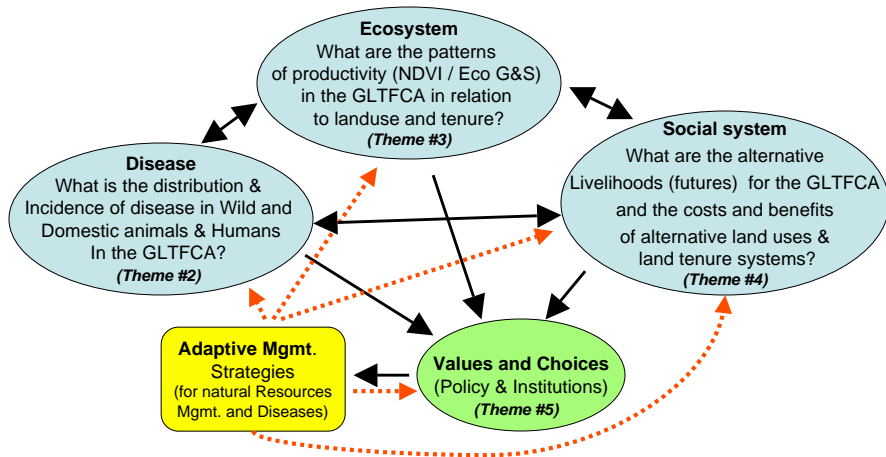 Ecosystem
What are the patterns
of productivity (NDVI / Eco G&S)
in the GLTFCA in relation
to landuse and tenure?
(Theme #3)
Disease
What is the distribution &
Incidence of disease in Wild and
Domestic animals & Humans
In the GLTFCA?
(Theme #2)
Social system
What are the alternative
Livelihoods (futures) for the GLTFCA
and the costs and benefits
of alternative land uses &
land tenure systems?
(Theme #4)
Adaptive Mgmt.
Strategies
(for natural Resources
Mgmt. and Diseases)
Values and Choices
(Policy & Institutions)
(Theme #5)